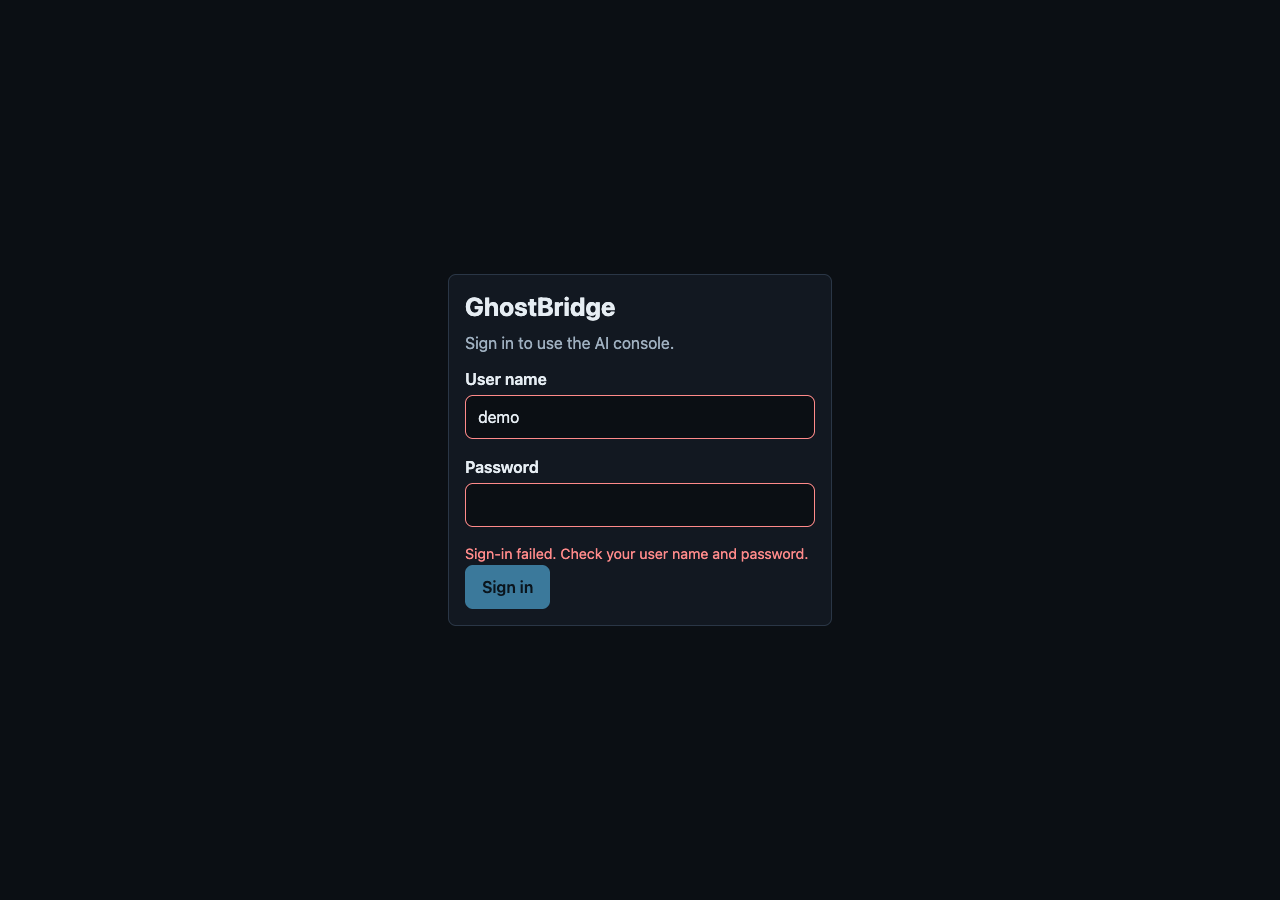 GhostBridge
Sign in to use the AI console.
User name
demo
Password
Sign-in failed. Check your user name and password.
Sign in